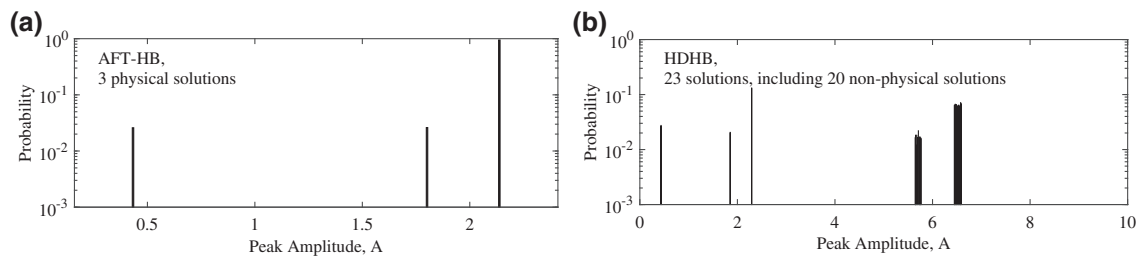 (a)
AFT-HB,
3 physical solutions
Probability
10^0
10^-1
10^-2
10^-3
0.5 1 1.5 2
Peak Amplitude, A
(b)
HDHB,
23 solutions, including 20 non-physical solutions
Probability
10^0
10^-1
10^-2
10^-3
0 2 4 6 8 10
Peak Amplitude, A